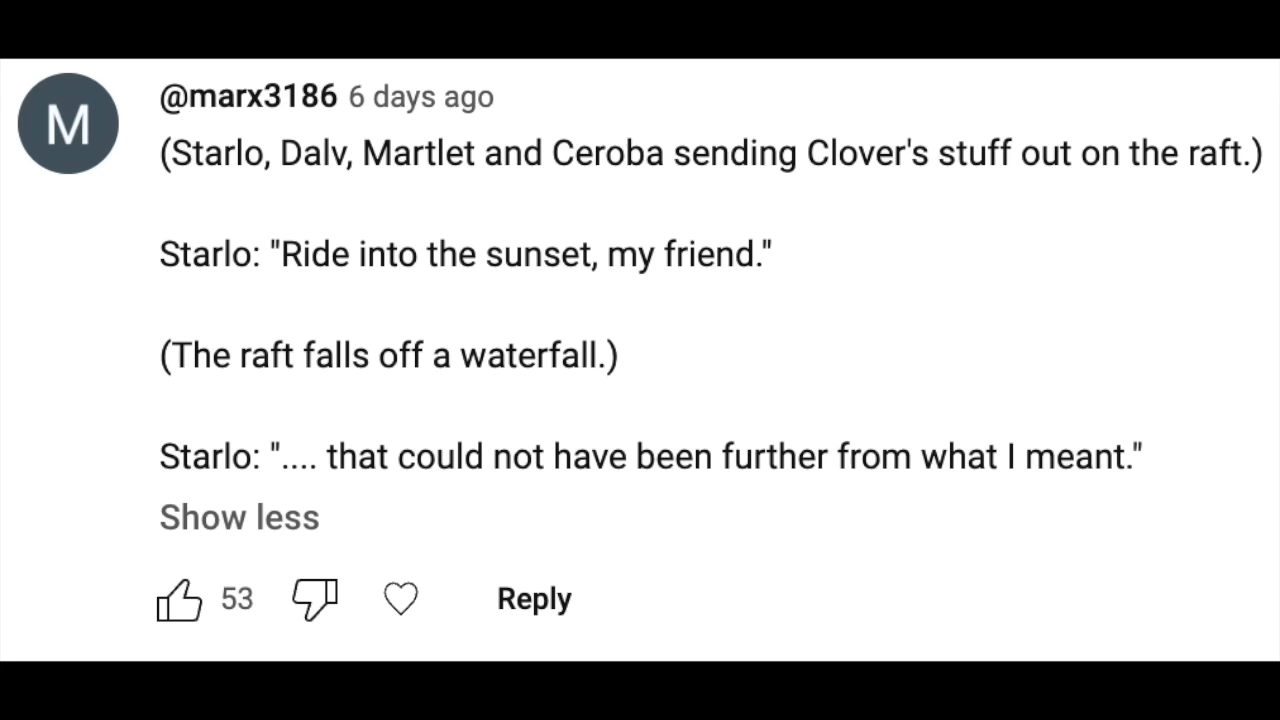 M
@marx3186 6 days ago
(Starlo, Dalv, Martlet and Ceroba sending Clover's stuff out on the raft.)
Starlo: "Ride into the sunset, my friend."
(The raft falls off a waterfall.)
Starlo: ".... that could not have been further from what I meant."
Show less
53 Reply